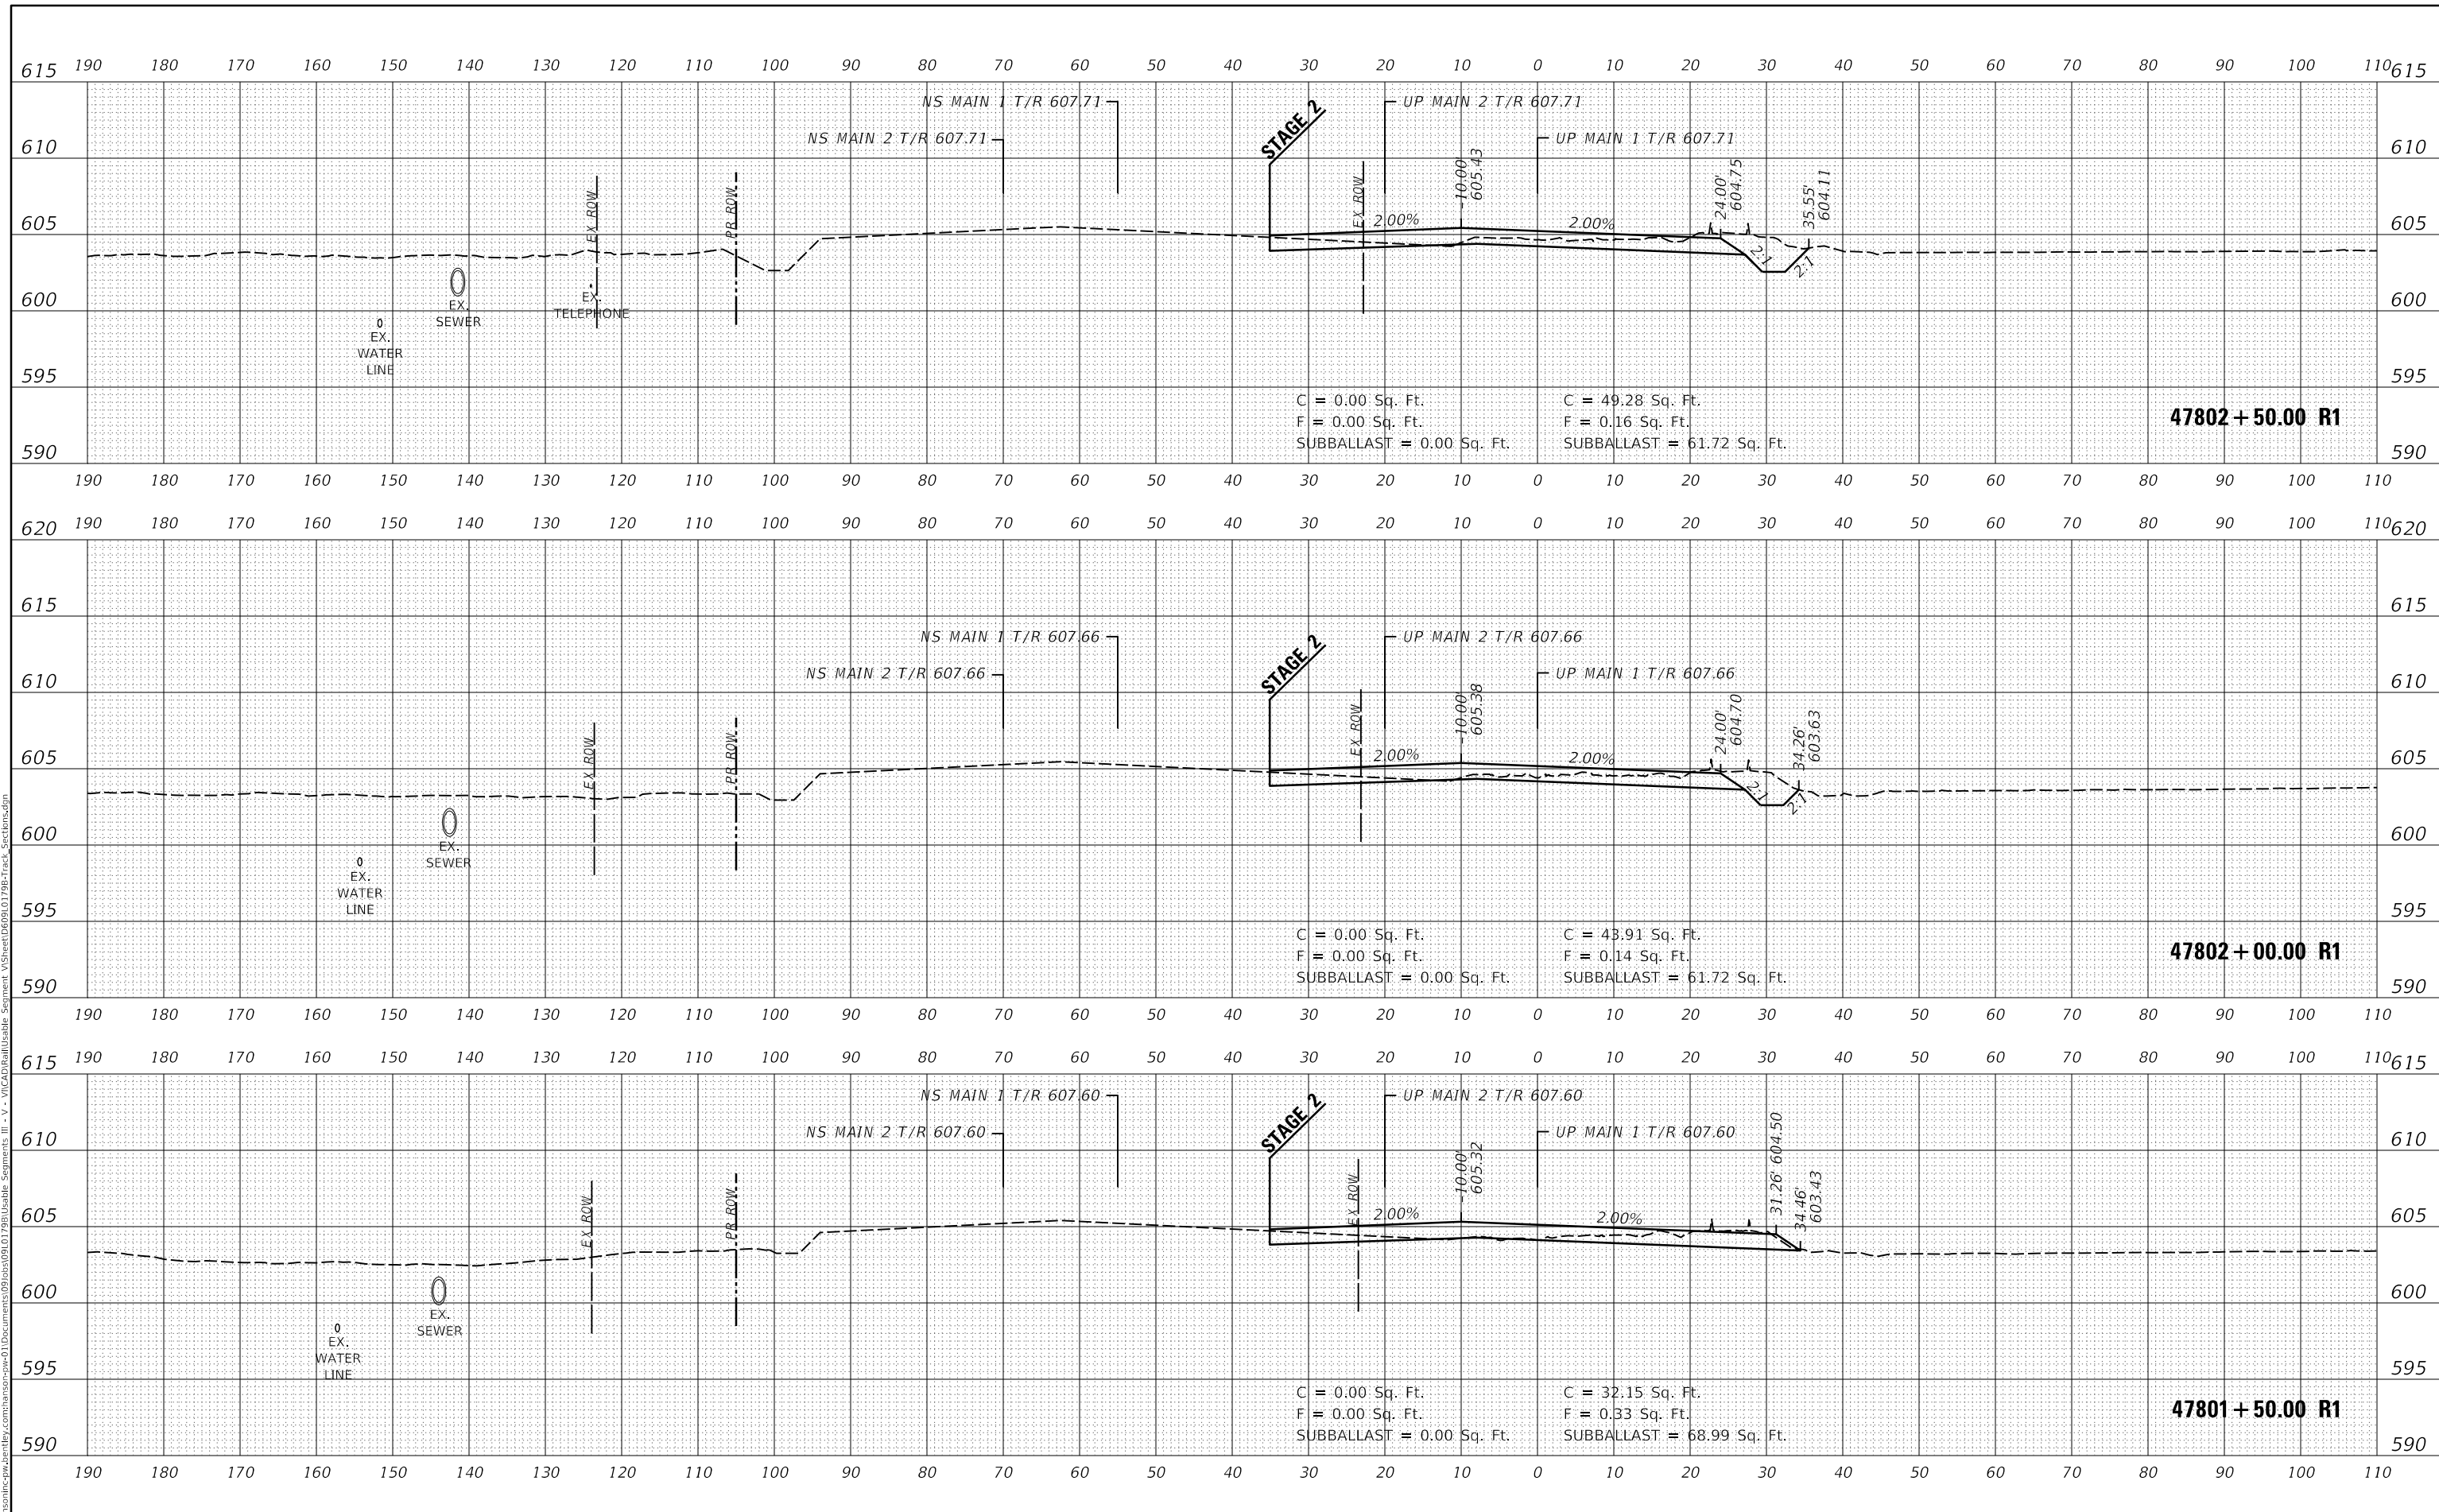 190 180 170 160 150 140 130 120 110 100 90 80 70 60 50 40 30 20 10 0 10 20 30 40 50 60 70 80 90 100 110
615 615
NS MAIN 1 T/R 607.71
UP MAIN 2 T/R 607.71
NS MAIN 2 T/R 607.71
UP MAIN 1 T/R 607.71
STAGE 2
610 610
EX ROW
PR ROW
EX ROW
-10.00'
605.43
24.00'
604.75
35.55'
604.11
605 605
2.00%
2.00%
2:1
2:1
600 600
EX.
SEWER
EX.
TELEPHONE
EX.
WATER
LINE
595 595
C = 0.00 Sq. Ft.
F = 0.00 Sq. Ft.
SUBBALLAST = 0.00 Sq. Ft.
C = 49.28 Sq. Ft.
F = 0.16 Sq. Ft.
SUBBALLAST = 61.72 Sq. Ft.
47802+50.00 R1
590 590
190 180 170 160 150 140 130 120 110 100 90 80 70 60 50 40 30 20 10 0 10 20 30 40 50 60 70 80 90 100 110
190 180 170 160 150 140 130 120 110 100 90 80 70 60 50 40 30 20 10 0 10 20 30 40 50 60 70 80 90 100 110
620 620
615 615
NS MAIN 1 T/R 607.66
UP MAIN 2 T/R 607.66
NS MAIN 2 T/R 607.66
UP MAIN 1 T/R 607.66
STAGE 2
610 610
EX ROW
PR ROW
EX ROW
-10.00'
605.38
24.00'
604.70
34.26'
603.63
605 605
2.00%
2.00%
2:1
2:1
600 600
EX.
SEWER
EX.
WATER
LINE
595 595
C = 0.00 Sq. Ft.
F = 0.00 Sq. Ft.
SUBBALLAST = 0.00 Sq. Ft.
C = 43.91 Sq. Ft.
F = 0.14 Sq. Ft.
SUBBALLAST = 61.72 Sq. Ft.
47802+00.00 R1
590 590
190 180 170 160 150 140 130 120 110 100 90 80 70 60 50 40 30 20 10 0 10 20 30 40 50 60 70 80 90 100 110
190 180 170 160 150 140 130 120 110 100 90 80 70 60 50 40 30 20 10 0 10 20 30 40 50 60 70 80 90 100 110
615 615
NS MAIN 1 T/R 607.60
UP MAIN 2 T/R 607.60
NS MAIN 2 T/R 607.60
UP MAIN 1 T/R 607.60
STAGE 2
610 610
EX ROW
PR ROW
EX ROW
-10.00'
605.32
31.26' 604.50
34.46'
603.43
605 605
2.00%
2.00%
600 600
EX.
SEWER
EX.
WATER
LINE
595 595
C = 0.00 Sq. Ft.
F = 0.00 Sq. Ft.
SUBBALLAST = 0.00 Sq. Ft.
C = 32.15 Sq. Ft.
F = 0.33 Sq. Ft.
SUBBALLAST = 68.99 Sq. Ft.
47801+50.00 R1
590 590
190 180 170 160 150 140 130 120 110 100 90 80 70 60 50 40 30 20 10 0 10 20 30 40 50 60 70 80 90 100 110